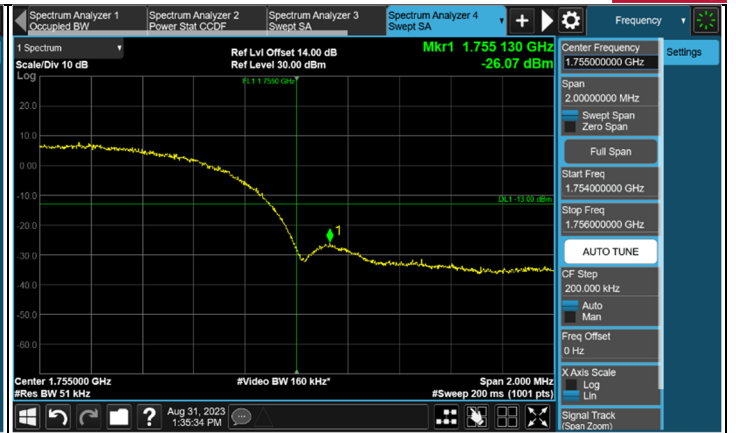 Spectrum Analyzer 1
Occupied BW
Spectrum Analyzer 2
Power Stat CCDF
Spectrum Analyzer 3
Swept SA
Spectrum Analyzer 4
Swept SA
Frequency
1 Spectrum
Scale/Div 10 dB
Log
Ref Lvl Offset 14.00 dB
Ref Level 30.00 dBm
Mkr1 1.755 130 GHz
-26.07 dBm
FL1 1.7550 GHz
20.0
10.0
0.00
-10.0
-20.0
-30.0
-40.0
-50.0
-60.0
DL1 -13.00 dBm
1
Center 1.755000 GHz
#Res BW 51 kHz
#Video BW 160 kHz*
Span 2.000 MHz
#Sweep 200 ms (1001 pts)
Aug 31, 2023
1:35:34 PM
Center Frequency
1.755000000 GHz
Settings
Span
2.00000000 MHz
Swept Span
Zero Span
Full Span
Start Freq
1.754000000 GHz
Stop Freq
1.756000000 GHz
AUTO TUNE
CF Step
200.000 kHz
Auto
Man
Freq Offset
0 Hz
X Axis Scale
Log
Lin
Signal Track
(Span Zoom)